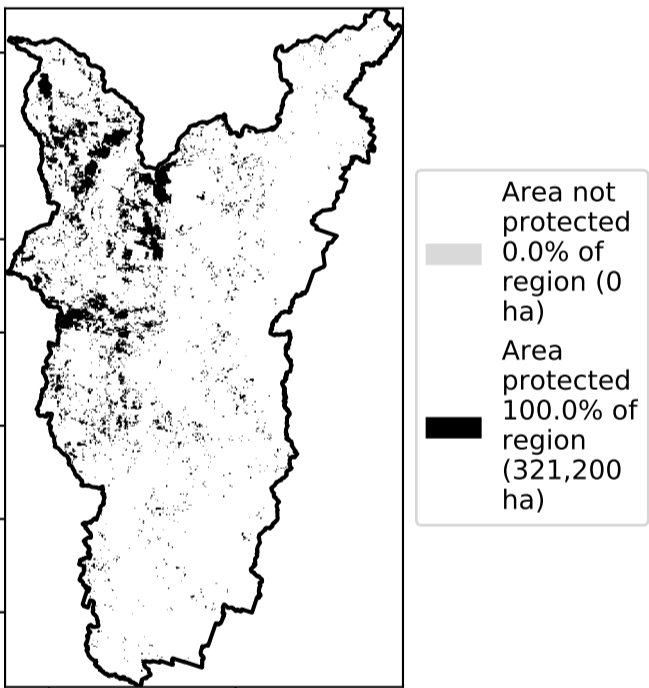 Area not
protected
0.0% of
region (0
ha)
Area
protected
100.0% of
region
(321,200
ha)